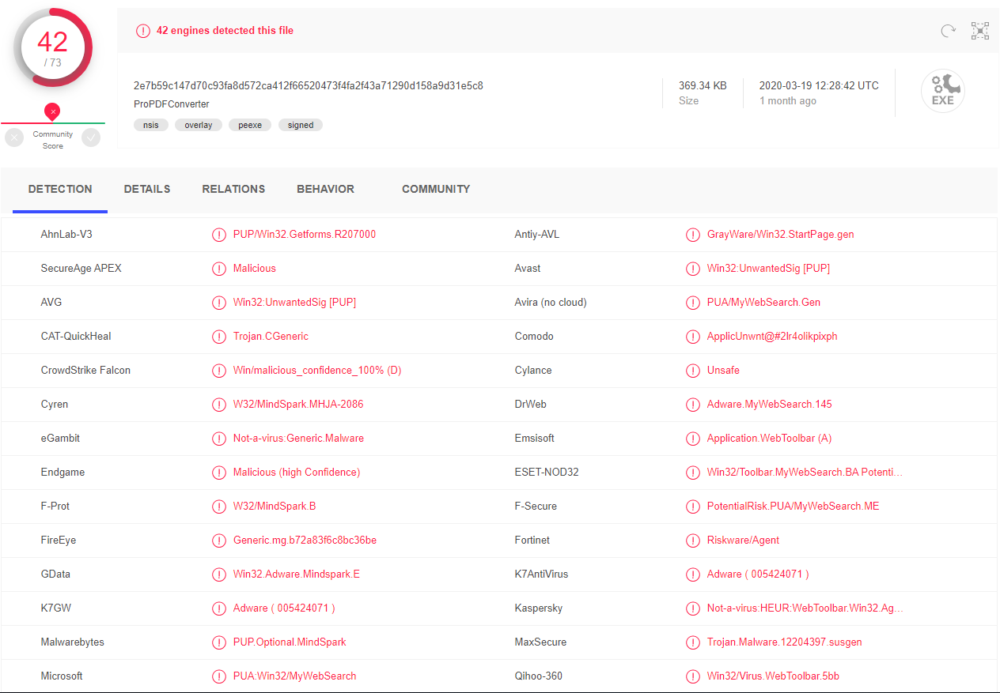 42
/ 73
Community
Score
42 engines detected this file
2e7b59c147d70c93fa8d572ca412f66520473f4fa2f43a71290d158a9d31e5c8
ProPDFConverter
nsis overlay peexe signed
369.34 KB
Size
2020-03-19 12:28:42 UTC
1 month ago
EXE
DETECTION DETAILS RELATIONS BEHAVIOR COMMUNITY
AhnLab-V3 PUP/Win32.Getforms.R207000 Antiy-AVL GrayWare/Win32.StartPage.gen
SecureAge APEX Malicious Avast Win32:UnwantedSig [PUP]
AVG Win32:UnwantedSig [PUP] Avira (no cloud) PUA/MyWebSearch.Gen
CAT-QuickHeal Trojan.CGeneric Comodo ApplicUnwnt@#2lr4olikpixph
CrowdStrike Falcon Win/malicious_confidence_100% (D) Cylance Unsafe
Cyren W32/MindSpark.MHJA-2086 DrWeb Adware.MyWebSearch.145
eGambit Not-a-virus:Generic.Malware Emsisoft Application.WebToolbar (A)
Endgame Malicious (high Confidence) ESET-NOD32 Win32/Toolbar.MyWebSearch.BA Potenti...
F-Prot W32/MindSpark.B F-Secure PotentialRisk.PUA/MyWebSearch.ME
FireEye Generic.mg.b72a83f6c8bc36be Fortinet Riskware/Agent
GData Win32.Adware.Mindspark.E K7AntiVirus Adware ( 005424071 )
K7GW Adware ( 005424071 ) Kaspersky Not-a-virus:HEUR:WebToolbar.Win32.Ag...
Malwarebytes PUP.Optional.MindSpark MaxSecure Trojan.Malware.12204397.susgen
Microsoft PUA:Win32/MyWebSearch Qihoo-360 Win32/Virus.WebToolbar.5bb